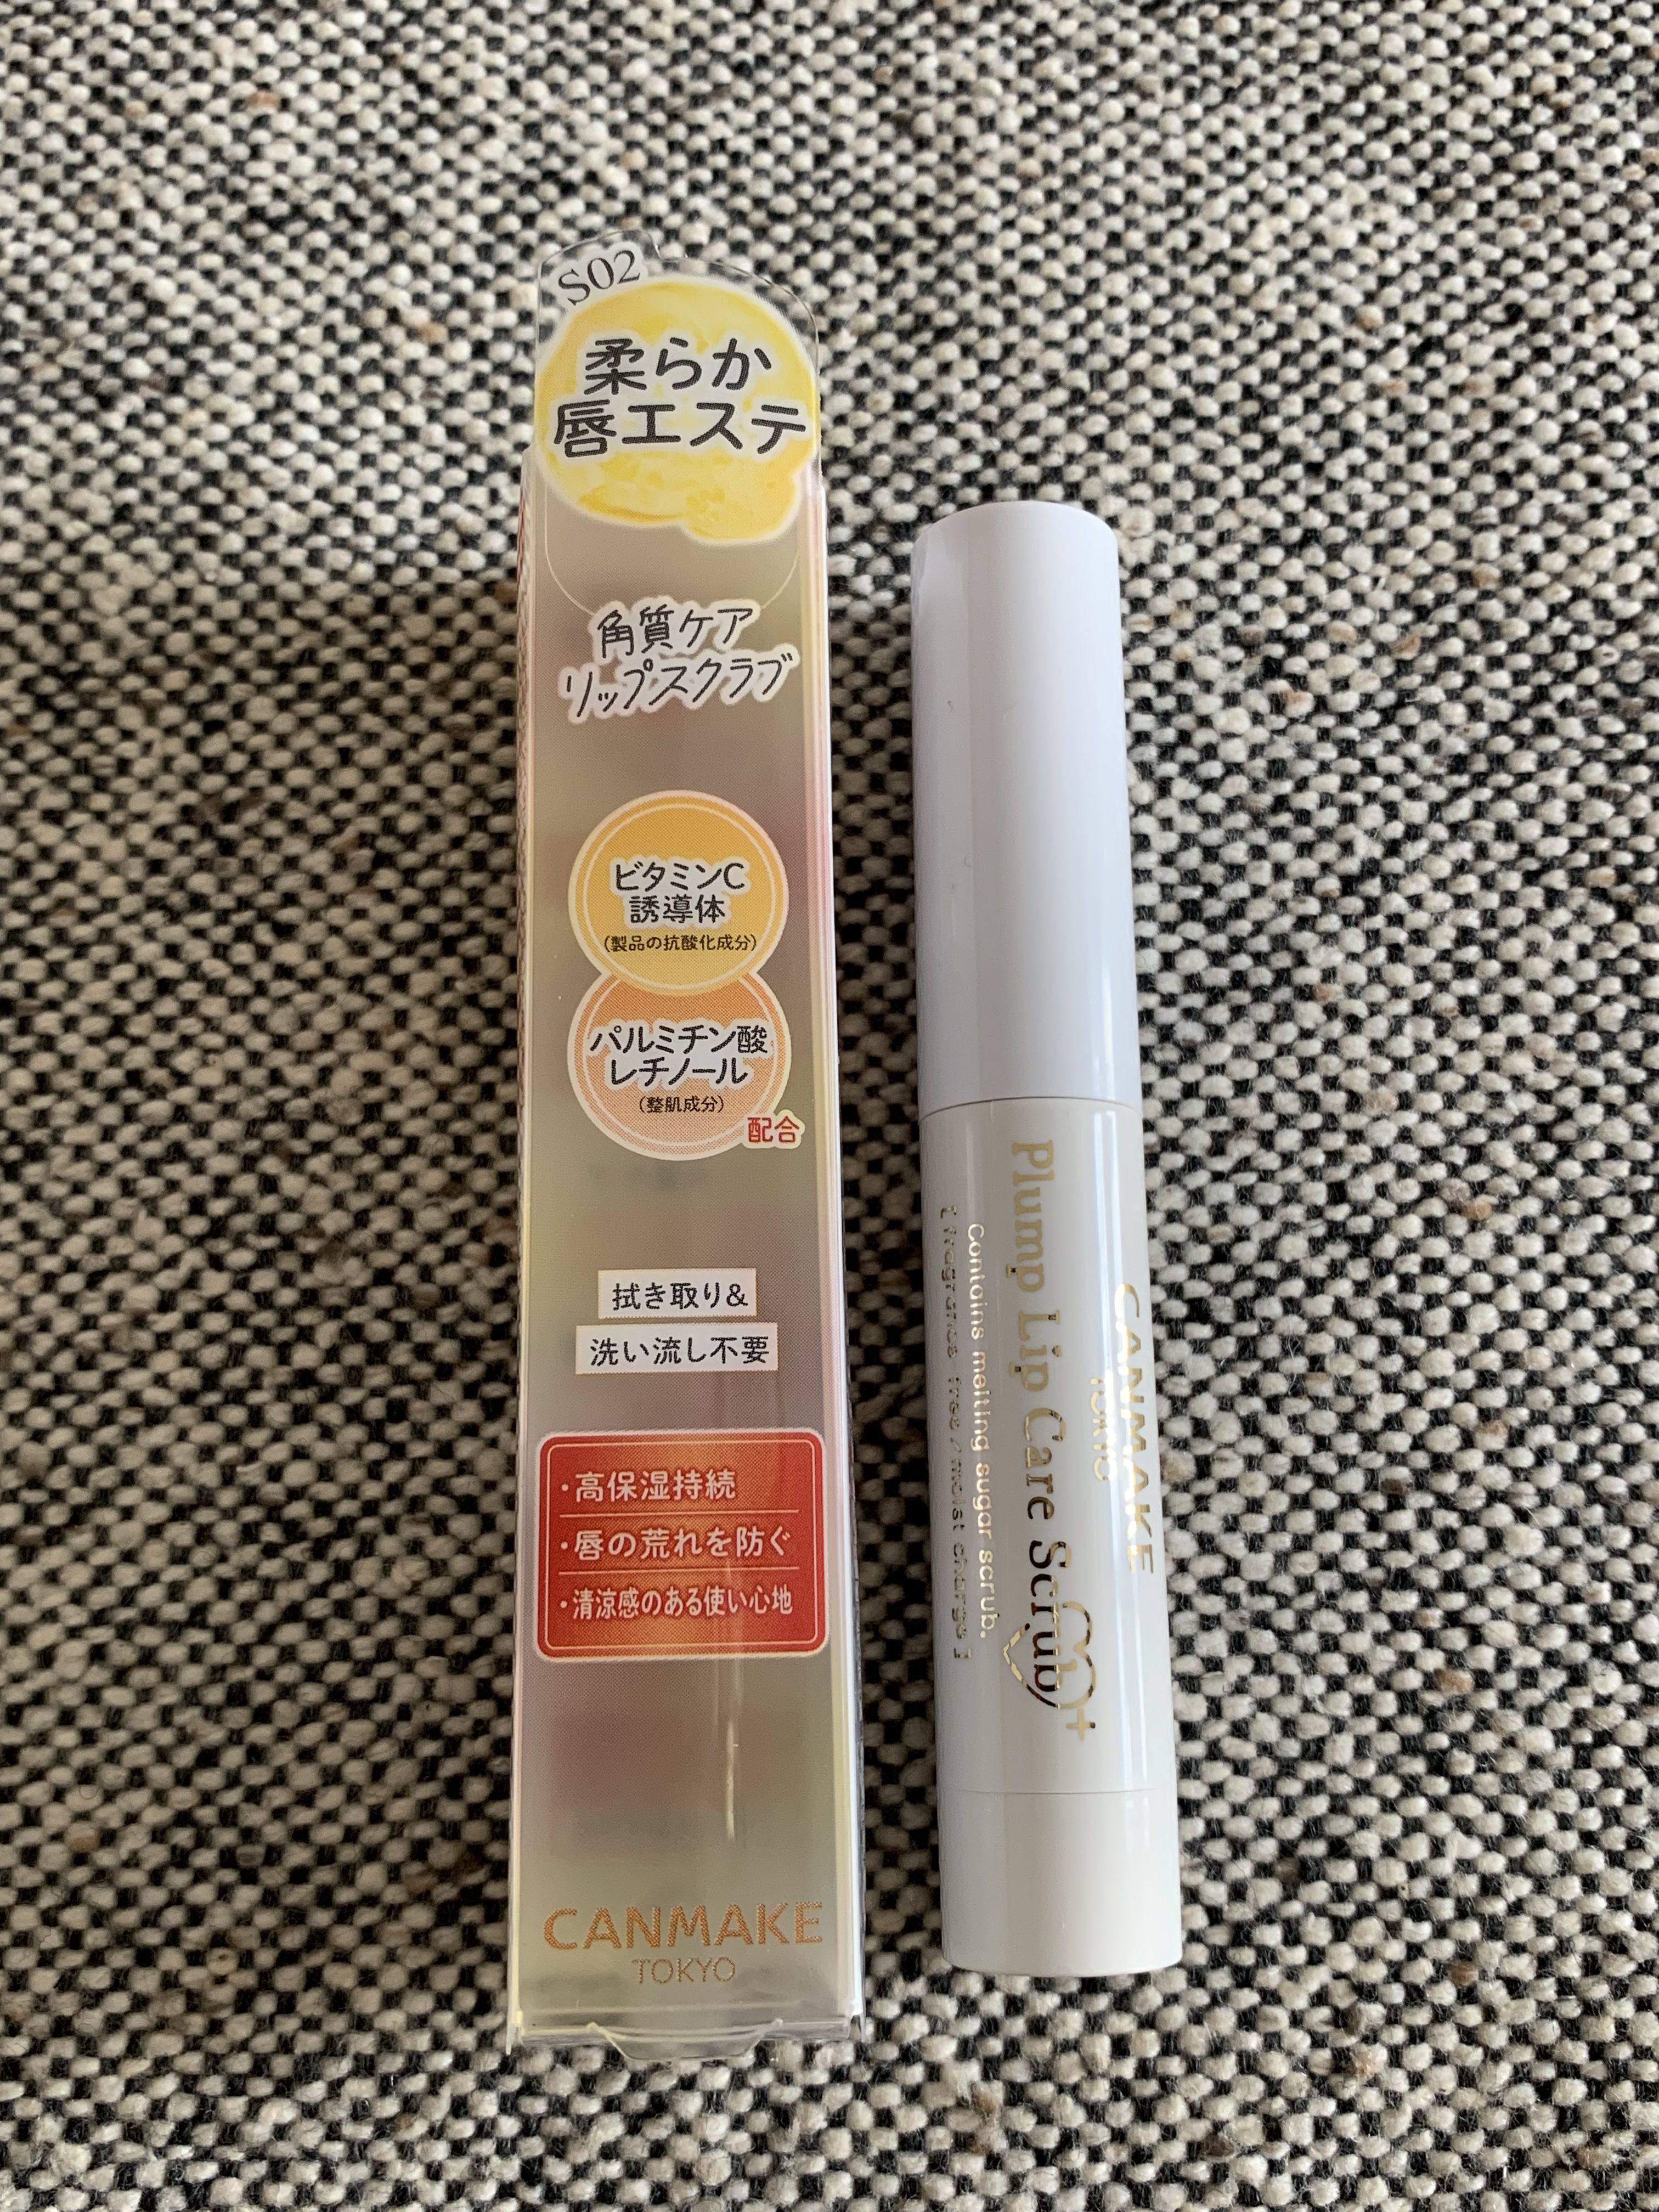 S02
柔らか
唇エステ
角質ケア
リップスクラブ
ビタミンC
誘導体
(製品の抗酸化成分)
パルミチン酸
レチノール
(整肌成分)
配合
拭き取り&
洗い流し不要
・高保湿持続
・唇の荒れを防ぐ
・清涼感のある使い心地
CANMAKE
TOKYO
CANMAKE
TOKYO
Plump Lip Care Scrub+
Contains melting sugar scrub.
[ fragrance free / moist charge ]